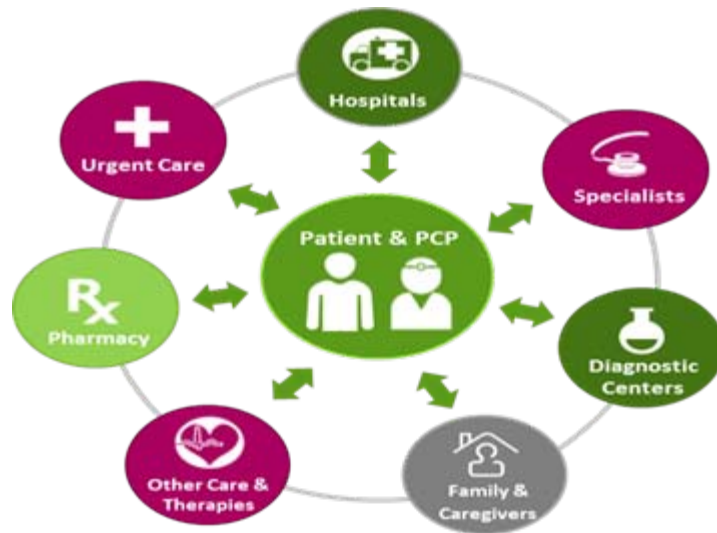 Hospitals
Urgent Care
Specialists
Patient & PCP
Rx
Pharmacy
Diagnostic
Centers
Other Care &
Therapies
Family &
Caregivers